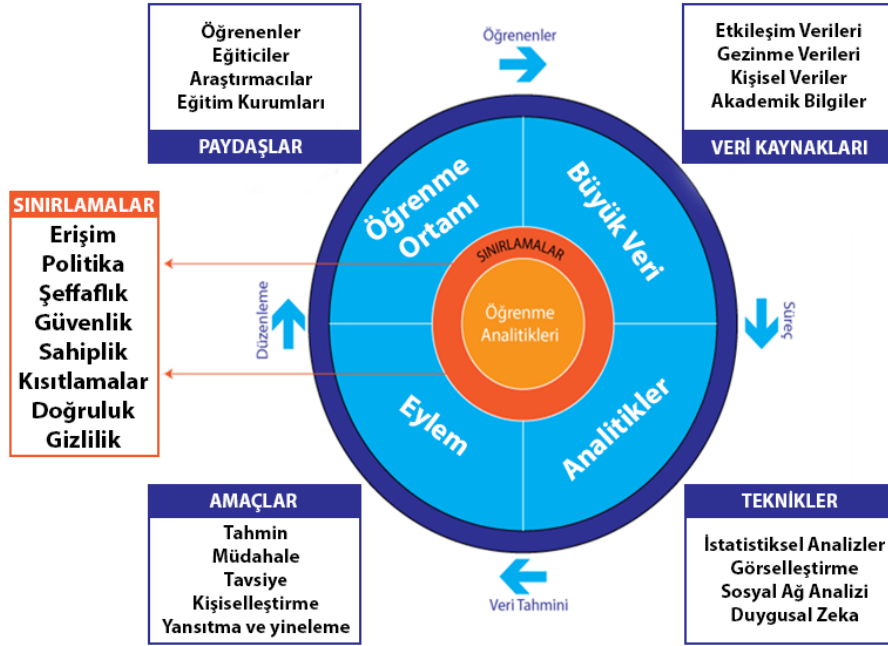 Öğrenenler
Eğiticiler
Araştırmacılar
Eğitim Kurumları
PAYDAŞLAR
Öğrenenler
Etkileşim Verileri
Gezinme Verileri
Kişisel Veriler
Akademik Bilgiler
VERİ KAYNAKLARI
SINIRLAMALAR
Erişim
Politika
Şeffaflık
Güvenlik
Sahiplik
Kısıtlamalar
Doğruluk
Gizlilik
Düzenleme
Öğrenme
Ortamı
Büyük Veri
SINIRLAMALAR
Öğrenme
Analitikleri
Eylem
Analitikler
Süreç
AMAÇLAR
Tahmin
Müdahale
Tavsiye
Kişiselleştirme
Yansıtma ve yineleme
Veri Tahmini
TEKNİKLER
İstatistiksel Analizler
Görselleştirme
Sosyal Ağ Analizi
Duygusal Zeka